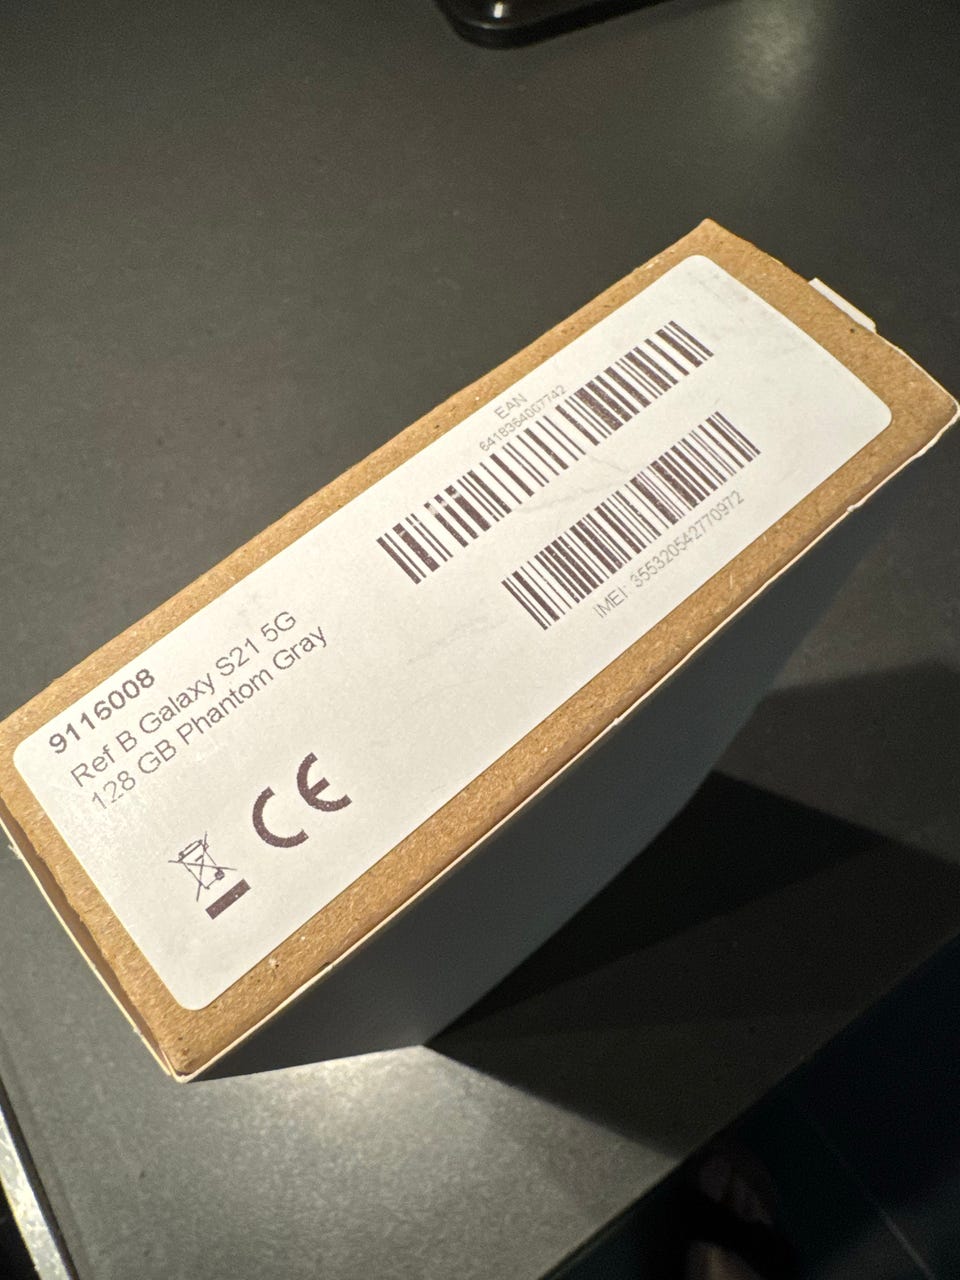 9116008
Ref B Galaxy S21 5G
128 GB Phantom Gray
CE
EAN
6418364007742
IMEI: 355320542770972